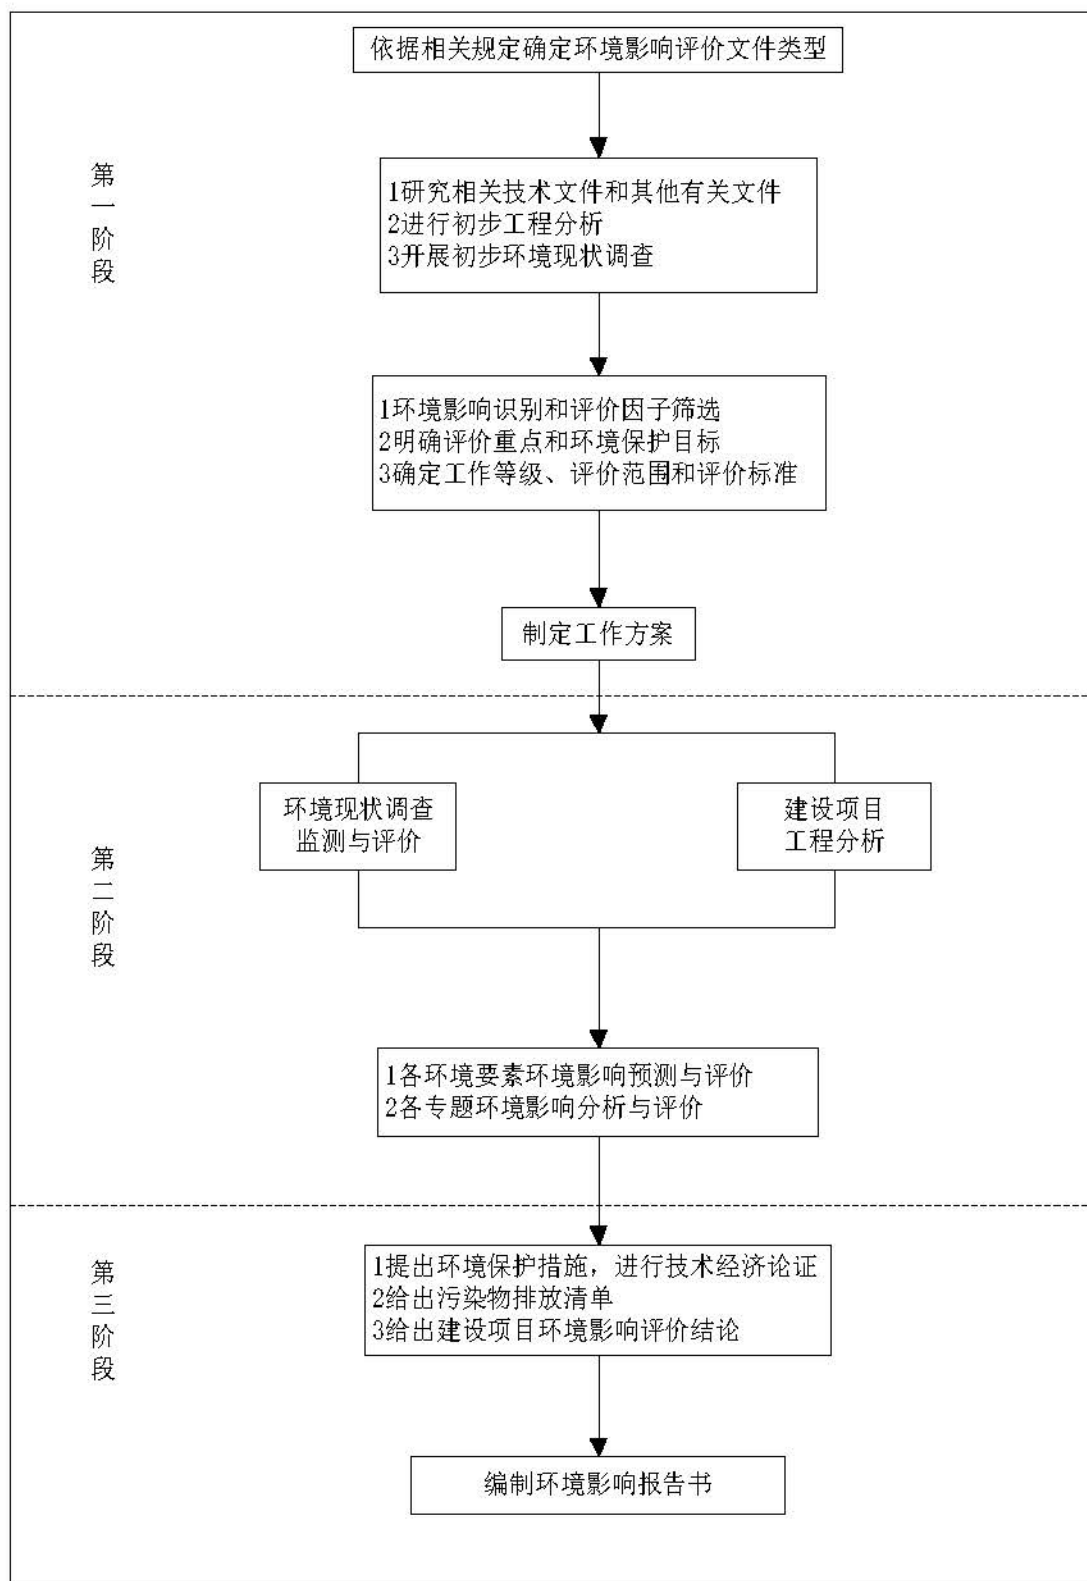 依据相关规定确定环境影响评价文件类型
第一阶段
1研究相关技术文件和其他有关文件
2进行初步工程分析
3开展初步环境现状调查
1环境影响识别和评价因子筛选
2明确评价重点和环境保护目标
3确定工作等级、评价范围和评价标准
制定工作方案
第二阶段
环境现状调查
监测与评价
建设项目
工程分析
1各环境要素环境影响预测与评价
2各专题环境影响分析与评价
第三阶段
1提出环境保护措施，进行技术经济论证
2给出污染物排放清单
3给出建设项目环境影响评价结论
编制环境影响报告书